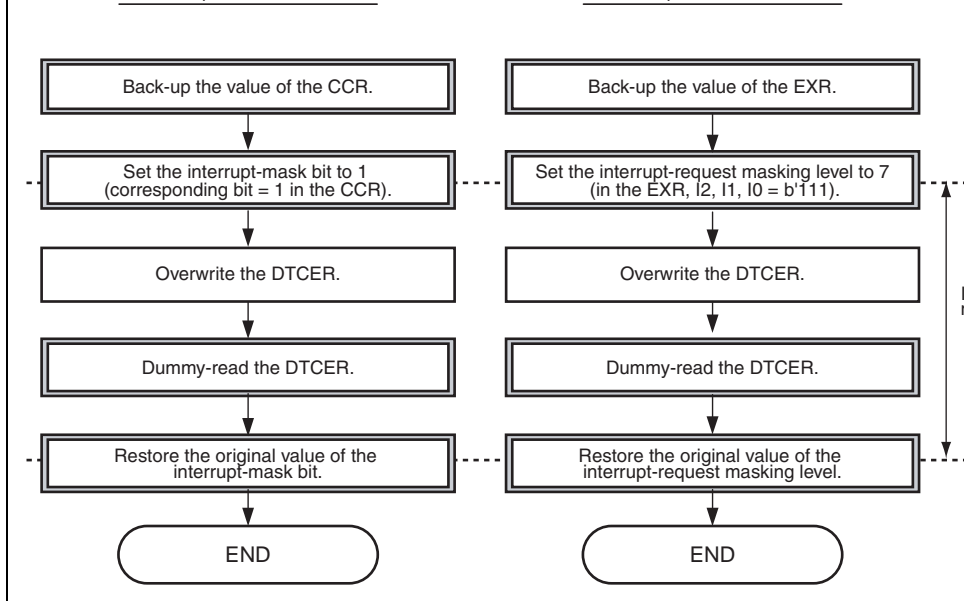 Back-up the value of the CCR.
Set the interrupt-mask bit to 1
(corresponding bit = 1 in the CCR).
Overwrite the DTCER.
Dummy-read the DTCER.
Restore the original value of the
interrupt-mask bit.
END
Back-up the value of the EXR.
Set the interrupt-request masking level to 7
(in the EXR, I2, I1, I0 = b'111).
Overwrite the DTCER.
Dummy-read the DTCER.
Restore the original value of the
interrupt-request masking level.
END